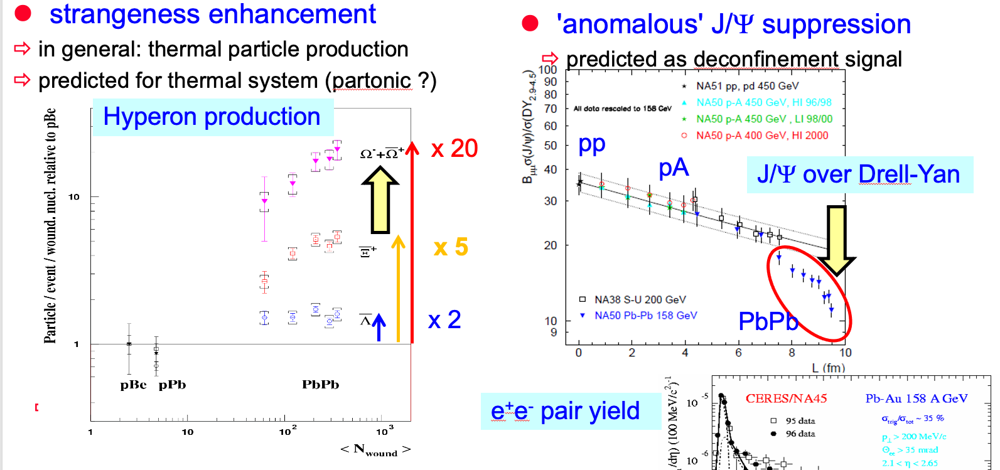 strangeness enhancement
⇨ in general: thermal particle production
⇨ predicted for thermal system (partonic ?)
Hyperon production
Particle / event / wound. nucl. relative to pBe
10
1
Ω⁻+Ω̅⁺
Ξ̅⁺
Λ̅
x 20
x 5
x 2
pBe
pPb
PbPb
1
10
10²
10³
< N_wound >
'anomalous' J/Ψ suppression
⇨ predicted as deconfinement signal
B_μμσ(J/ψ)/σ(DY_2.9-4.5)
100
90
80
70
60
50
40
30
20
10
9
NA51 pp, pd 450 GeV
NA50 p-A 450 GeV, HI 96/98
NA50 p-A 450 GeV, LI 98/00
NA50 p-A 400 GeV, HI 2000
All data rescaled to 158 GeV
pp
pA
J/Ψ over Drell-Yan
NA38 S-U 200 GeV
NA50 Pb-Pb 158 GeV
PbPb
0
2
4
6
8
10
L (fm)
e⁺e⁻ pair yield
/dη) (100 MeV/c²)⁻¹
10⁻⁵
10⁻⁶
CERES/NA45
Pb-Au 158 A GeV
95 data
96 data
σ_trig/σ_tot ~ 35 %
p_⊥ > 200 MeV/c
Θ_ee > 35 mrad
2.1 < η < 2.65